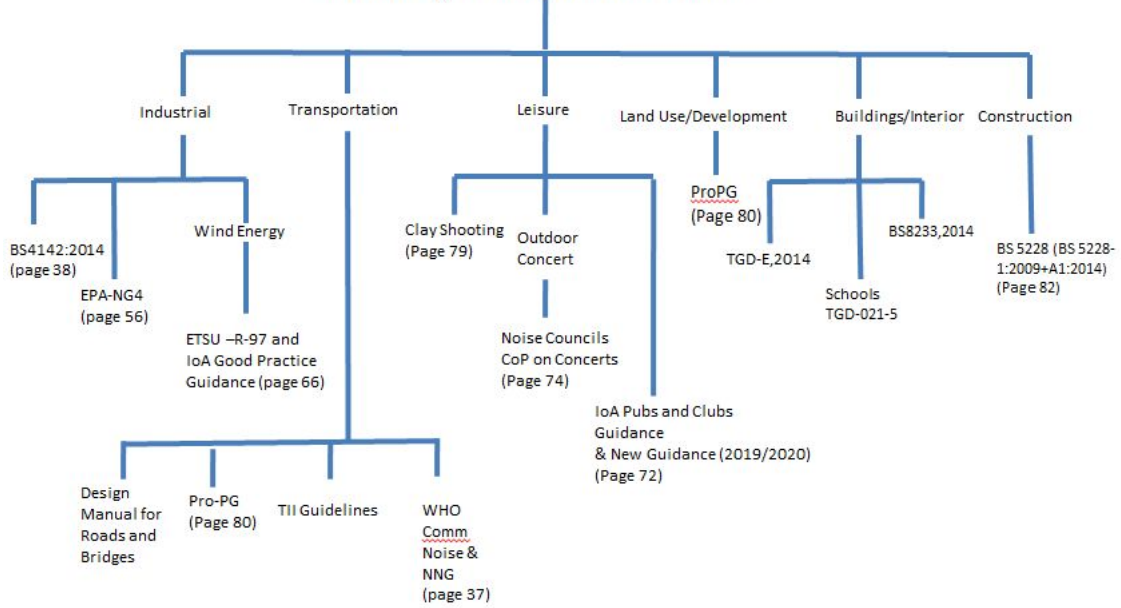 Industrial
Transportation
Leisure
Land Use/Development
Buildings/Interior
Construction
BS4142:2014
(page 38)
EPA-NG4
(page 56)
Wind Energy
ETSU –R-97 and
IoA Good Practice
Guidance (page 66)
Design
Manual for
Roads and
Bridges
Pro-PG
(Page 80)
TII Guidelines
WHO
Comm
Noise &
NNG
(page 37)
Clay Shooting
(Page 79)
Outdoor
Concert
Noise Councils
CoP on Concerts
(Page 74)
IoA Pubs and Clubs
Guidance
& New Guidance (2019/2020)
(Page 72)
ProPG
(Page 80)
TGD-E,2014
Schools
TGD-021-5
BS8233,2014
BS 5228 (BS 5228-
1:2009+A1:2014)
(Page 82)